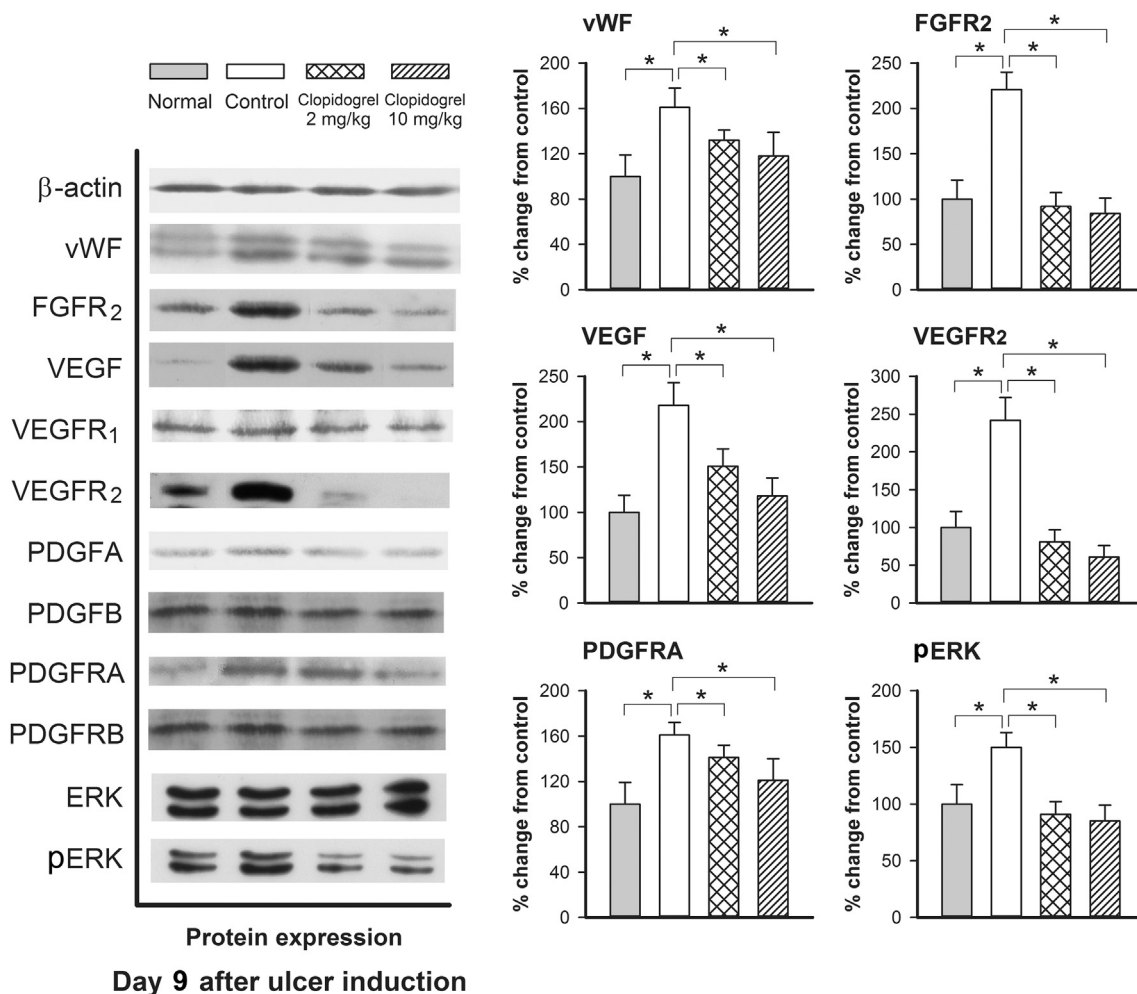 Normal
Control
Clopidogrel
2 mg/kg
Clopidogrel
10 mg/kg
β-actin
vWF
FGFR2
VEGF
VEGFR1
VEGFR2
PDGFA
PDGFB
PDGFRA
PDGFRB
ERK
pERK
Protein expression
Day 9 after ulcer induction
vWF
% change from control
200
160
120
80
40
0
*
*
*
FGFR2
% change from control
250
200
150
100
50
0
*
*
*
VEGF
% change from control
250
200
150
100
50
0
*
*
*
VEGFR2
% change from control
300
250
200
150
100
50
0
*
*
*
PDGFRA
% change from control
200
160
120
80
40
0
*
*
*
pERK
% change from control
200
150
100
50
0
*
*
*